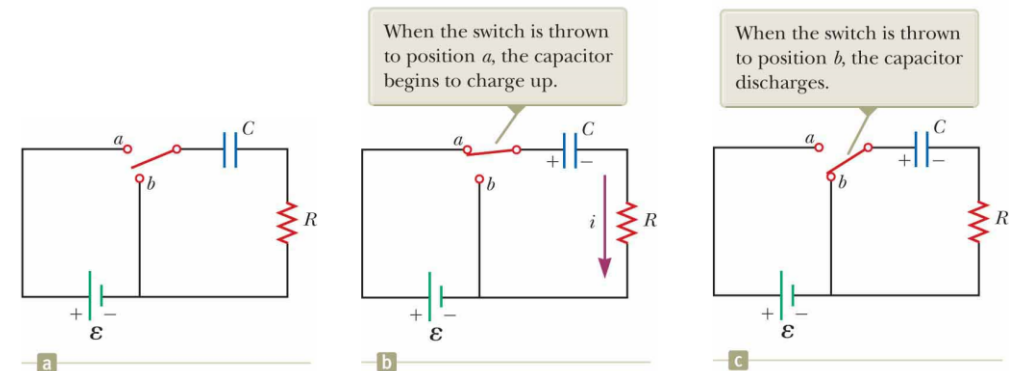 When the switch is thrown
to position a, the capacitor
begins to charge up.
When the switch is thrown
to position b, the capacitor
discharges.
a
C
b
R
+ −
ε
a
a
C
+ −
b
i
R
+ −
ε
b
a
C
+ −
b
R
+ −
ε
c